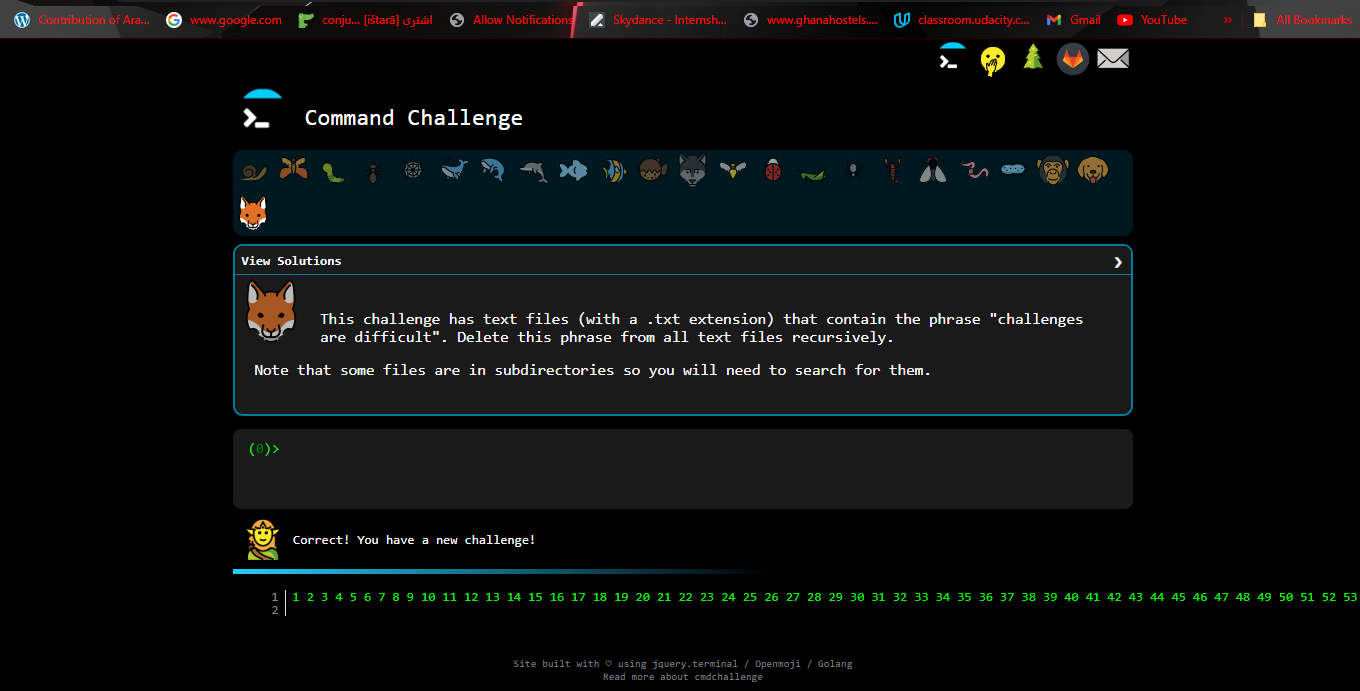 Contribution of Ara... www.google.com conju... [ištarā] اشترى Allow Notifications Skydance - Internsh... www.ghanahostels.... classroom.udacity.c... Gmail YouTube » All Bookmarks
Command Challenge
View Solutions ❯
This challenge has text files (with a .txt extension) that contain the phrase "challenges
are difficult". Delete this phrase from all text files recursively.
Note that some files are in subdirectories so you will need to search for them.
(0)>
Correct! You have a new challenge!
1 1 2 3 4 5 6 7 8 9 10 11 12 13 14 15 16 17 18 19 20 21 22 23 24 25 26 27 28 29 30 31 32 33 34 35 36 37 38 39 40 41 42 43 44 45 46 47 48 49 50 51 52 53
2
Site built with ♡ using jquery.terminal / Openmoji / Golang
Read more about cmdchallenge